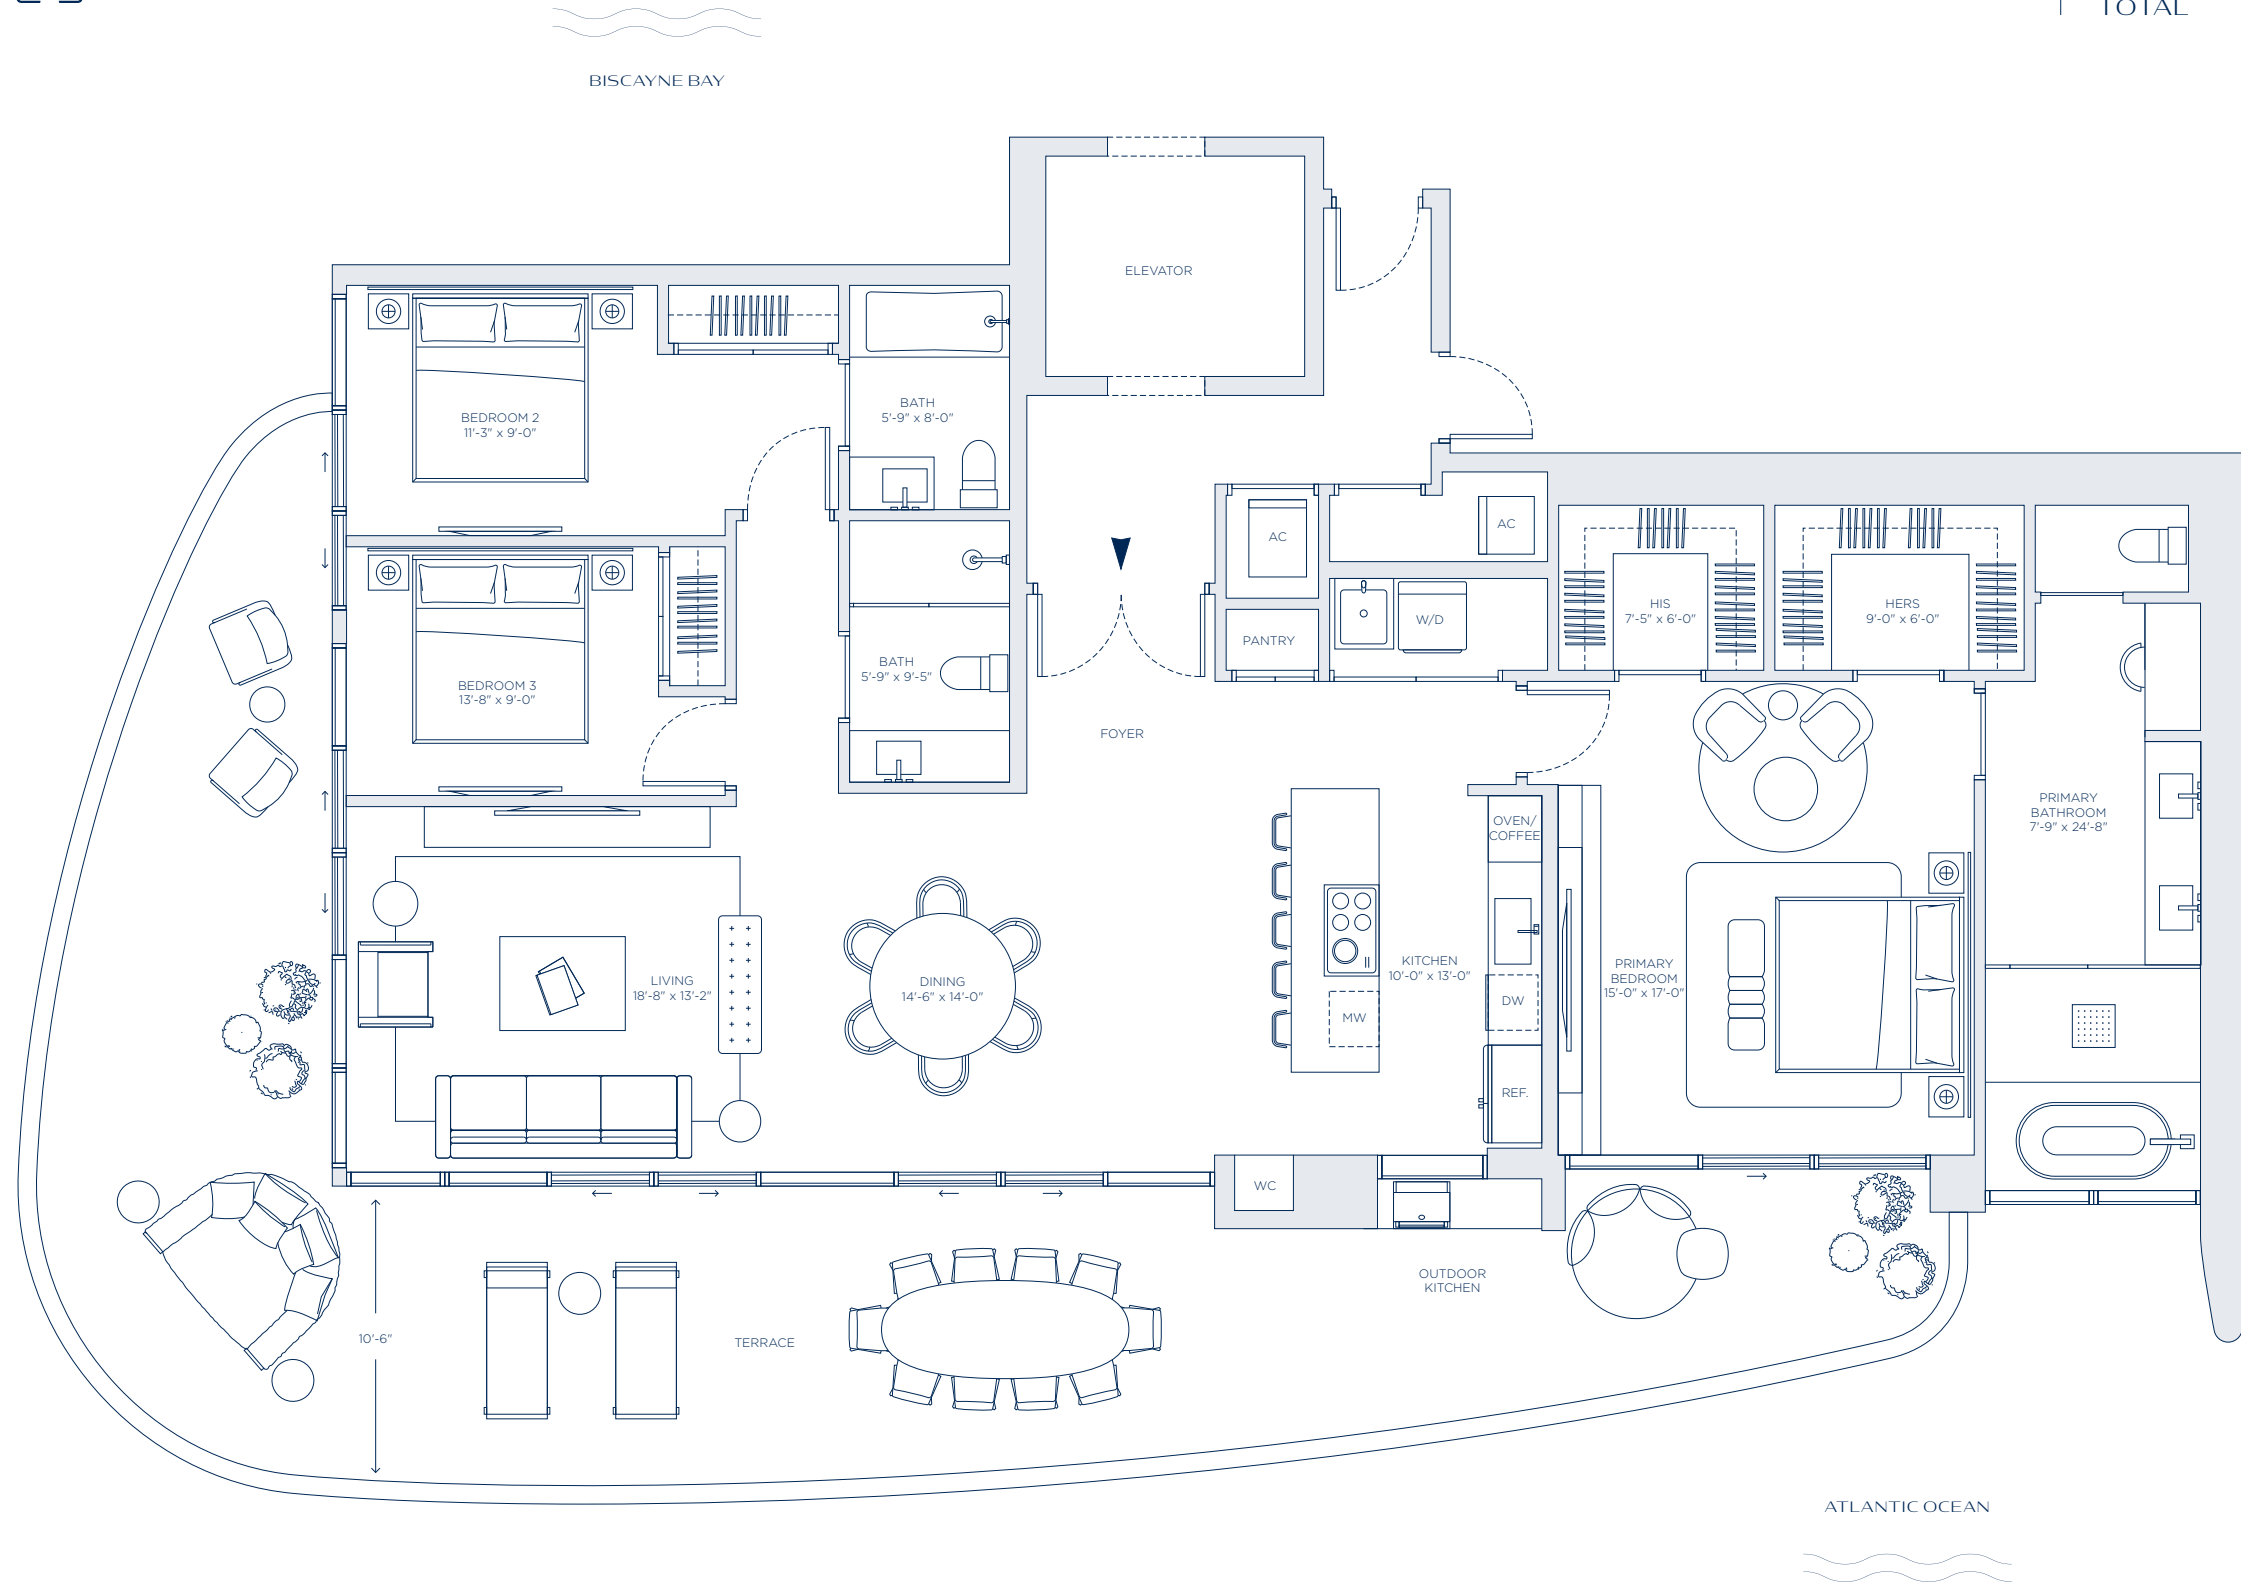 TOTAL
BISCAYNE BAY
ELEVATOR
BEDROOM 2
11'-3" x 9'-0"
BATH
5'-9" x 8'-0"
AC
AC
HIS
7'-5" x 6'-0"
HERS
9'-0" x 6'-0"
W/D
PANTRY
BATH
5'-9" x 9'-5"
BEDROOM 3
13'-8" x 9'-0"
FOYER
OVEN/
COFFEE
PRIMARY
BATHROOM
7'-9" x 24'-8"
LIVING
18'-8" x 13'-2"
DINING
14'-6" x 14'-0"
KITCHEN
10'-0" x 13'-0"
PRIMARY
BEDROOM
15'-0" x 17'-0"
DW
MW
REF.
WC
OUTDOOR
KITCHEN
10'-6"
TERRACE
ATLANTIC OCEAN